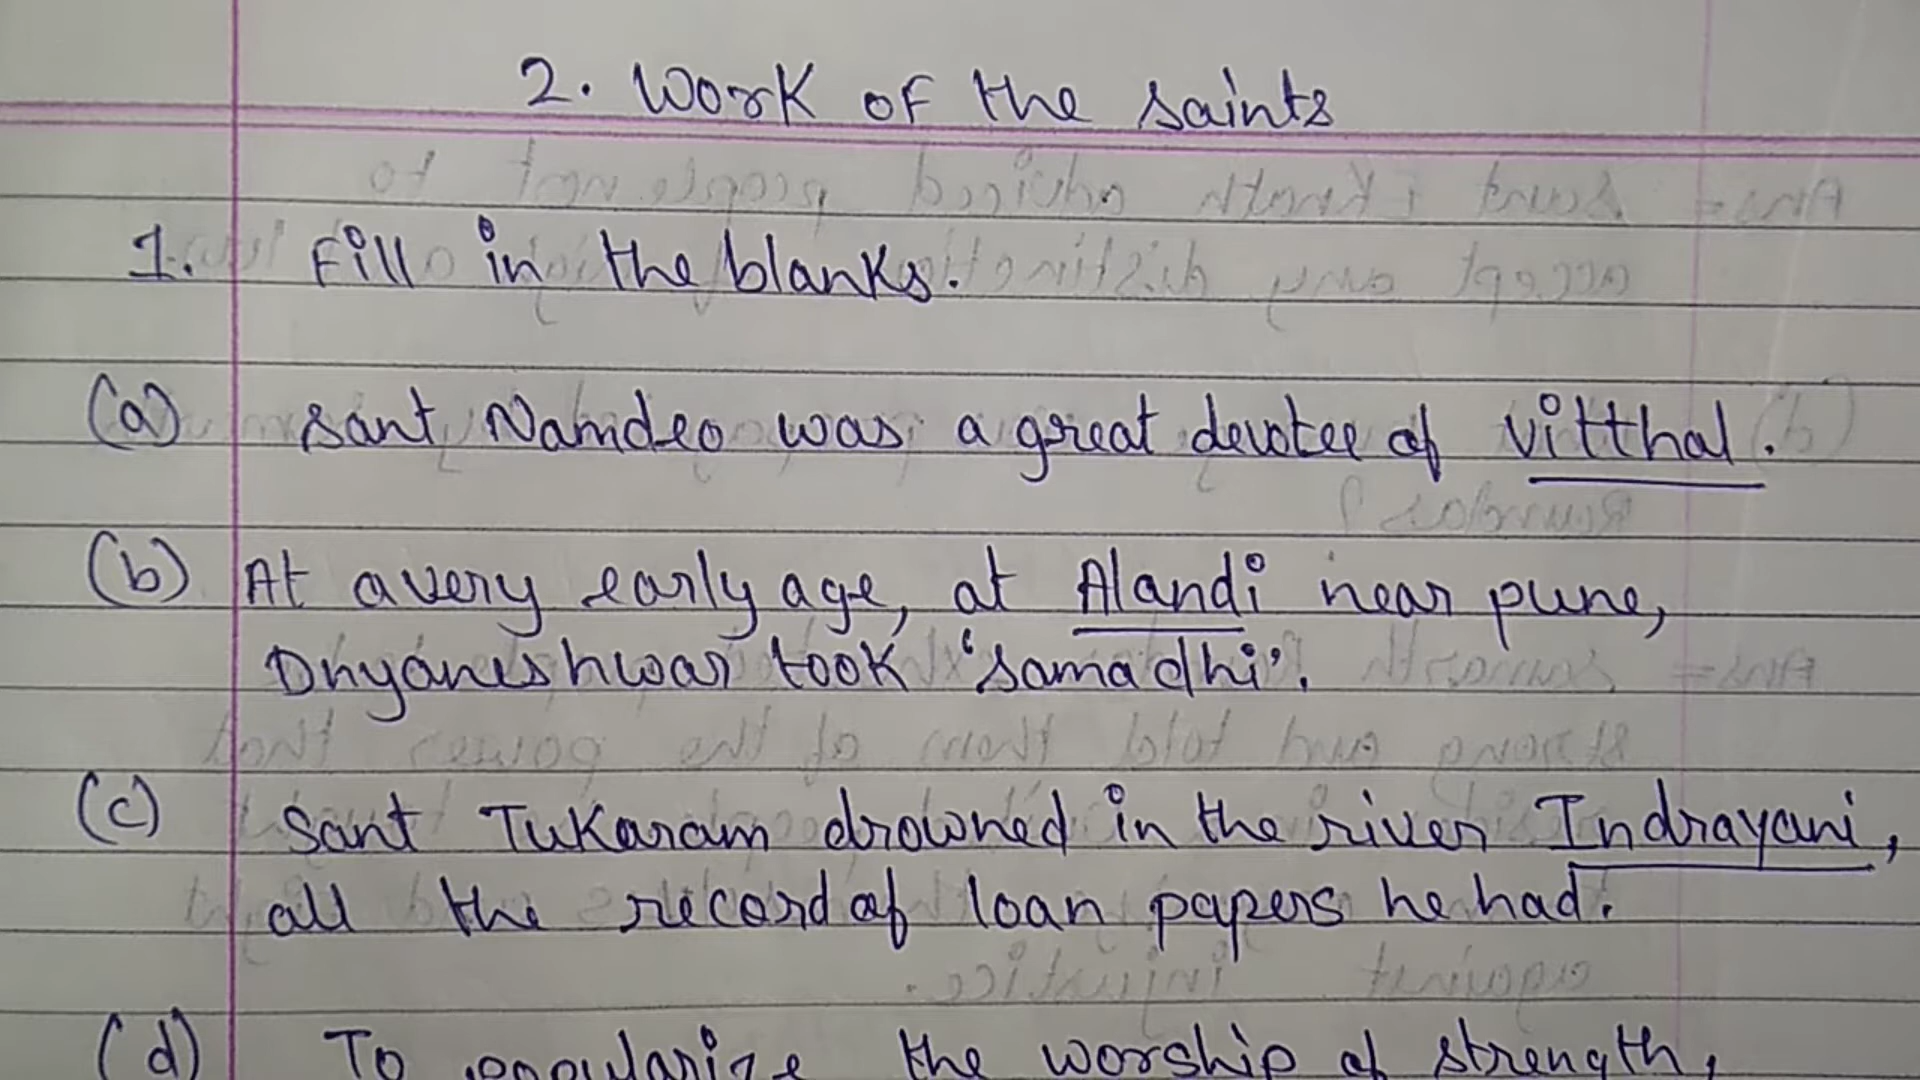 2. Work of the saints
1. Fill in the blanks.
(a) Sant Namdeo was a great devotee of Vitthal.
(b) At a very early age, at Alandi near pune,
Dnyaneshwar took 'samadhi'.
(c) Sant Tukaram drowned in the river Indrayani,
all the record of loan papers he had.
(d) To popularize the worship of strength,